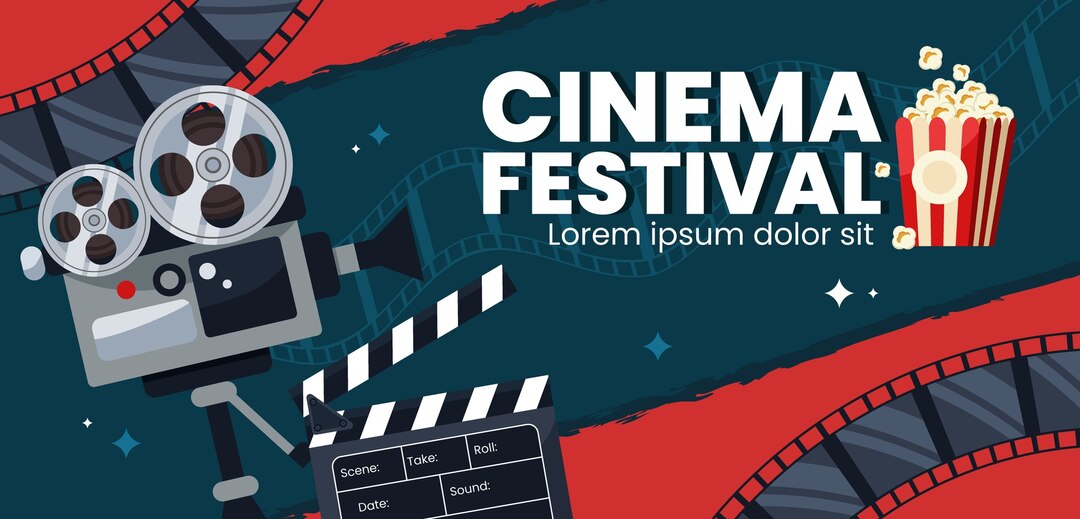 CINEMA
FESTIVAL
Lorem ipsum dolor sit
Scene: Take: Roll:
Date: Sound: